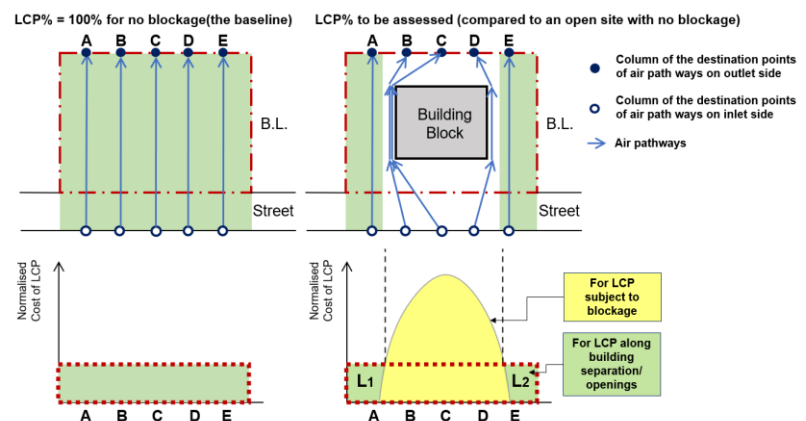 LCP% = 100% for no blockage(the baseline)
LCP% to be assessed (compared to an open site with no blockage)
A B C D E
A B C D E
Column of the destination points
of air path ways on outlet side
Column of the destination points
of air path ways on inlet side
Air pathways
B.L.
Building
Block
B.L.
Street
Street
Normalised
Cost of LCP
Normalised
Cost of LCP
For LCP
subject to
blockage
For LCP along
building
separation/
openings
L1
L2
A B C D E
A B C D E